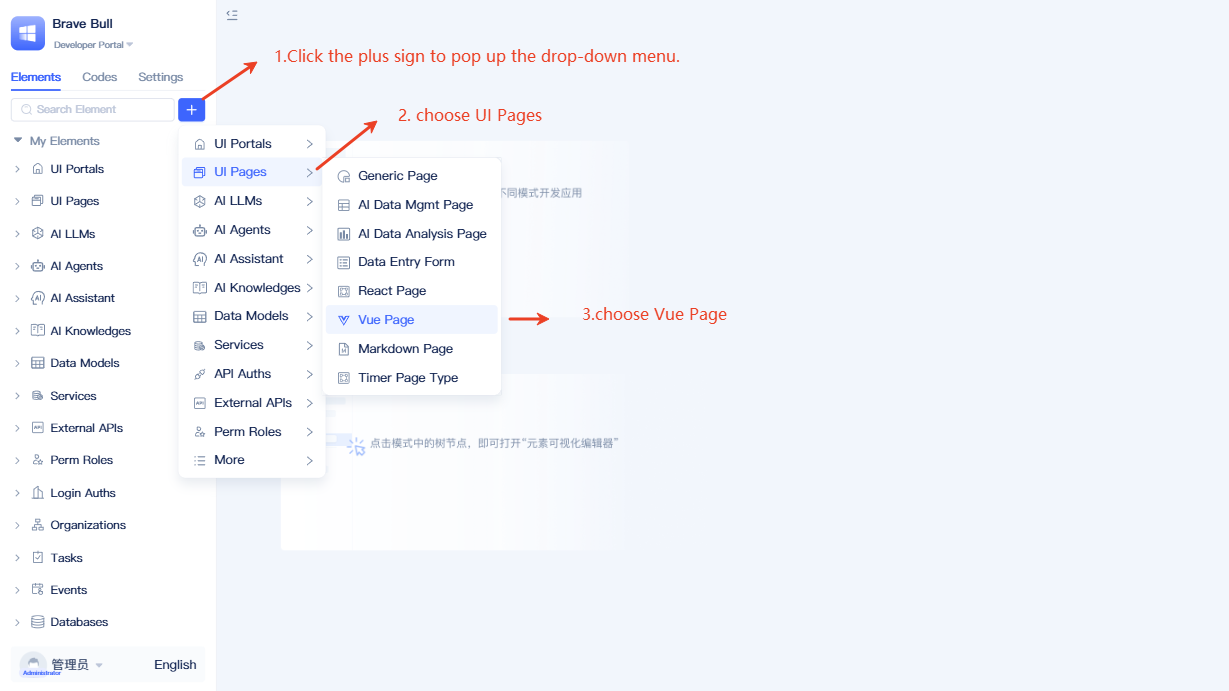 Brave Bull
Developer Portal
Elements Codes Settings
Search Element
My Elements
UI Portals
UI Pages
AI LLMs
AI Agents
AI Assistant
AI Knowledges
Data Models
Services
External APIs
Perm Roles
Login Auths
Organizations
Tasks
Events
Databases
管理员
Administrator
English
1.Click the plus sign to pop up the drop-down menu.
2. choose UI Pages
UI Portals
UI Pages
AI LLMs
AI Agents
AI Assistant
AI Knowledges
Data Models
Services
API Auths
External APIs
Perm Roles
More
Generic Page
AI Data Mgmt Page
AI Data Analysis Page
Data Entry Form
React Page
Vue Page
Markdown Page
Timer Page Type
3.choose Vue Page
不同模式开发应用
点击模式中的树节点，即可打开“元素可视化编辑器”